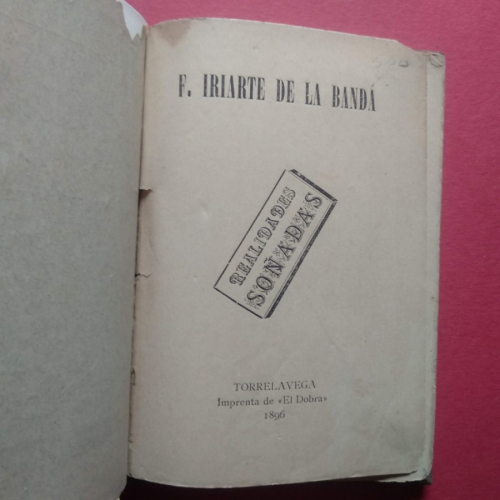 F. IRIARTE DE LA BANDA
REALIDADES
SOÑADAS
TORRELAVEGA
Imprenta de «El Dobra»
1896